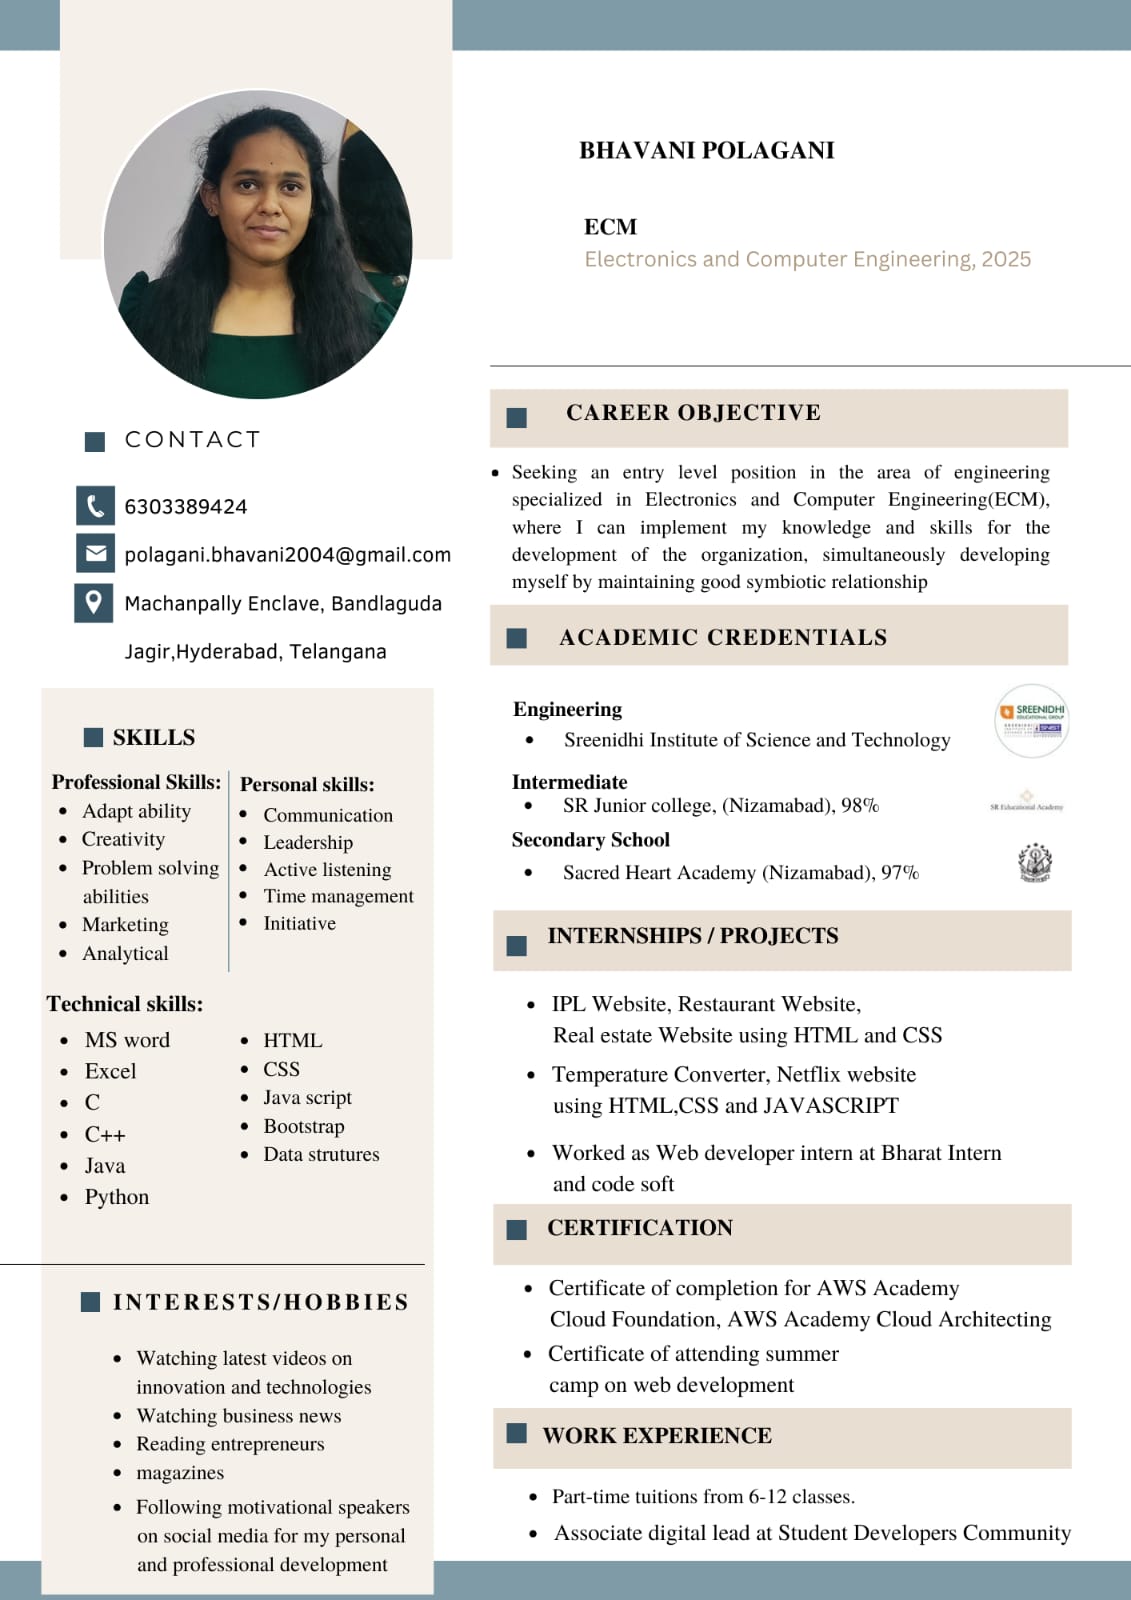 BHAVANI POLAGANI
ECM
Electronics and Computer Engineering, 2025
CONTACT
6303389424
polagani.bhavani2004@gmail.com
Machanpally Enclave, Bandlaguda
Jagir,Hyderabad, Telangana
SKILLS
Professional Skills:
Adapt ability
Creativity
Problem solving
abilities
Marketing
Analytical
Personal skills:
Communication
Leadership
Active listening
Time management
Initiative
Technical skills:
MS word
Excel
C
C++
Java
Python
HTML
CSS
Java script
Bootstrap
Data strutures
INTERESTS/HOBBIES
Watching latest videos on
innovation and technologies
Watching business news
Reading entrepreneurs
magazines
Following motivational speakers
on social media for my personal
and professional development
CAREER OBJECTIVE
Seeking an entry level position in the area of engineering
specialized in Electronics and Computer Engineering(ECM),
where I can implement my knowledge and skills for the
development of the organization, simultaneously developing
myself by maintaining good symbiotic relationship
ACADEMIC CREDENTIALS
Engineering
Sreenidhi Institute of Science and Technology
SREENIDHI
EDUCATIONAL GROUP
SNIST
Intermediate
SR Junior college, (Nizamabad), 98%
SR Educational Academy
Secondary School
Sacred Heart Academy (Nizamabad), 97%
INTERNSHIPS / PROJECTS
IPL Website, Restaurant Website,
Real estate Website using HTML and CSS
Temperature Converter, Netflix website
using HTML,CSS and JAVASCRIPT
Worked as Web developer intern at Bharat Intern
and code soft
CERTIFICATION
Certificate of completion for AWS Academy
Cloud Foundation, AWS Academy Cloud Architecting
Certificate of attending summer
camp on web development
WORK EXPERIENCE
Part-time tuitions from 6-12 classes.
Associate digital lead at Student Developers Community